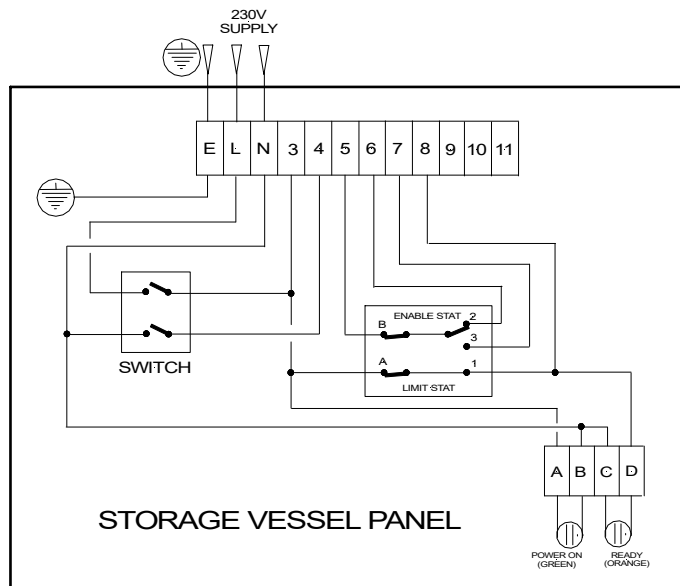 230V
SUPPLY
E L N 3 4 5 6 7 8 9 10 11
ENABLE STAT 2
B
3
A 1
LIMIT STAT
SWITCH
A B C D
STORAGE VESSEL PANEL
POWER ON
(GREEN)
READY
(ORANGE)